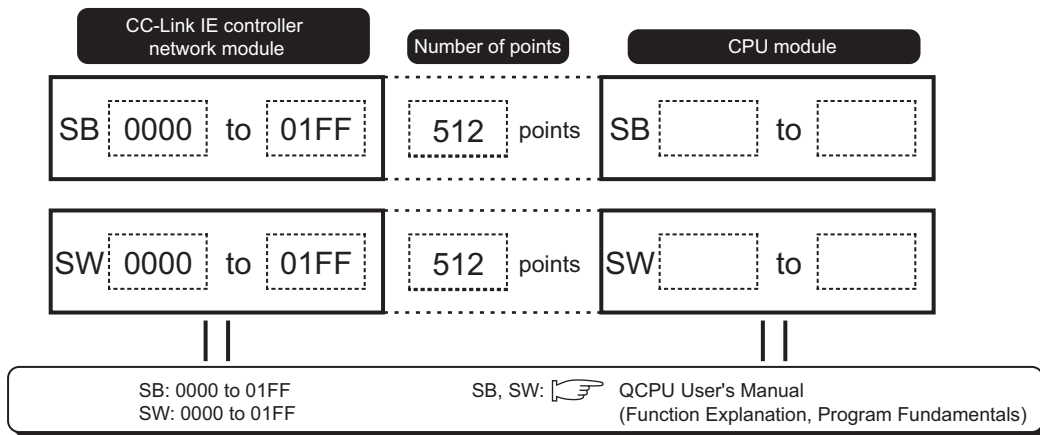 CC-Link IE controller
network module
Number of points
CPU module
SB 0000 to 01FF 512 points SB to
SW 0000 to 01FF 512 points SW to
SB: 0000 to 01FF
SW: 0000 to 01FF
SB, SW: QCPU User's Manual
(Function Explanation, Program Fundamentals)